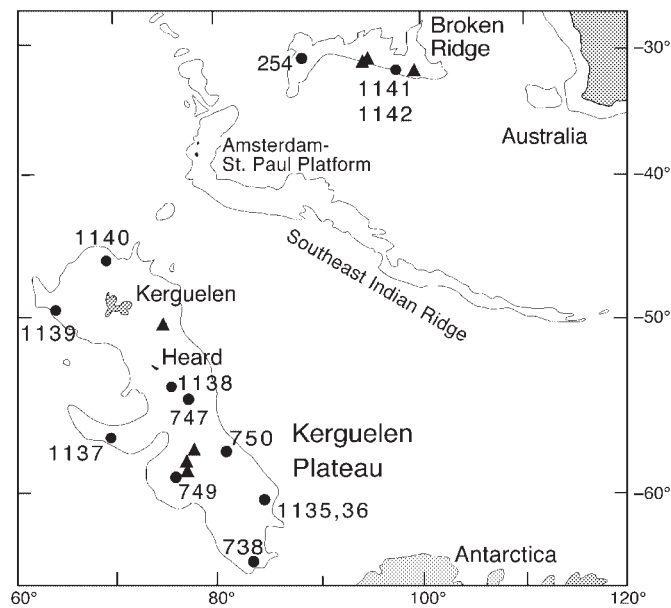 Broken
Ridge
254
1141
1142
Australia
Amsterdam-
St. Paul Platform
Southeast Indian Ridge
1140
Kerguelen
1139
Heard
1138
747
750
1137
749
Kerguelen
Plateau
1135,36
738
Antarctica
–30°
–40°
–50°
–60°
60°
80°
100°
120°